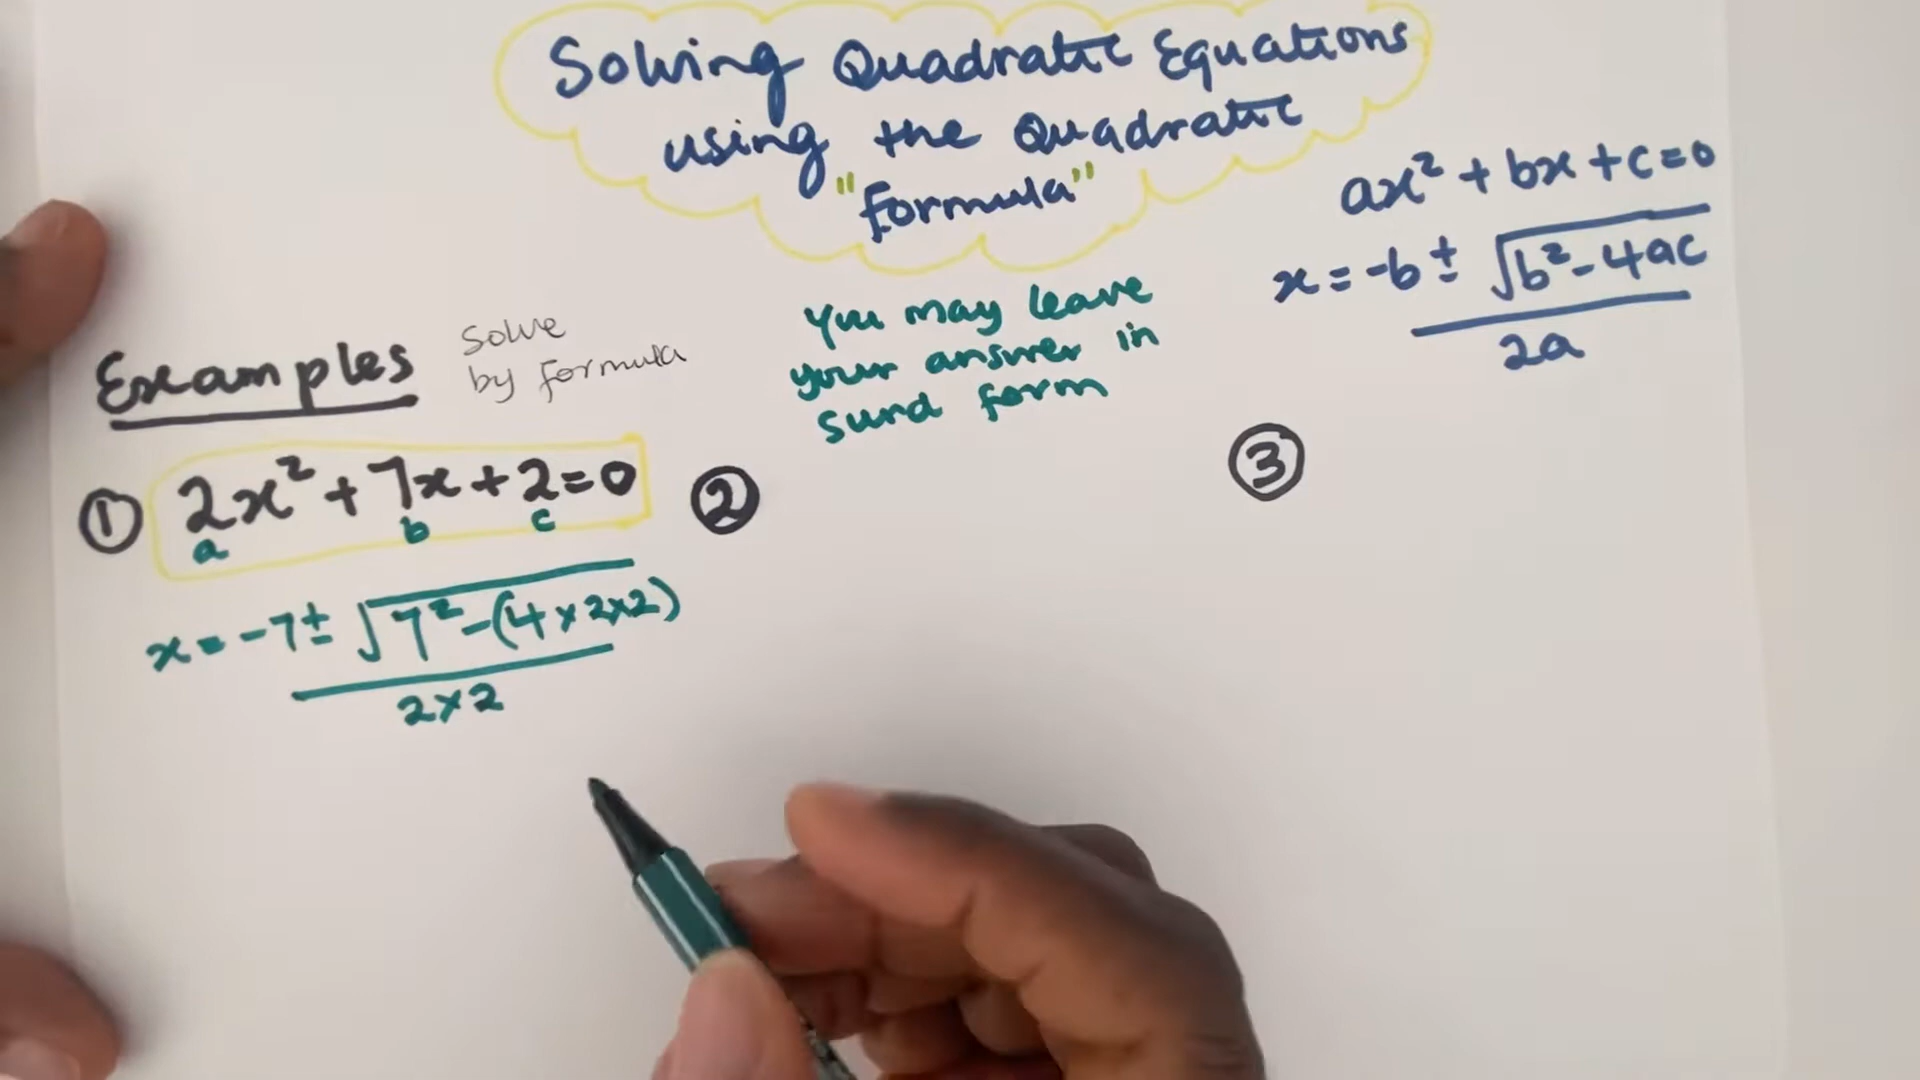 Solving Quadratic Equations
using the Quadratic
"formula"
ax² + bx + c = 0
x = -b ± √b² - 4ac
2a
Examples
Solve
by formula
You may leave
your answer in
surd form
① 2x² + 7x + 2 = 0
a b c
x = -7 ± √7² - (4 × 2 × 2)
2 × 2
②
③